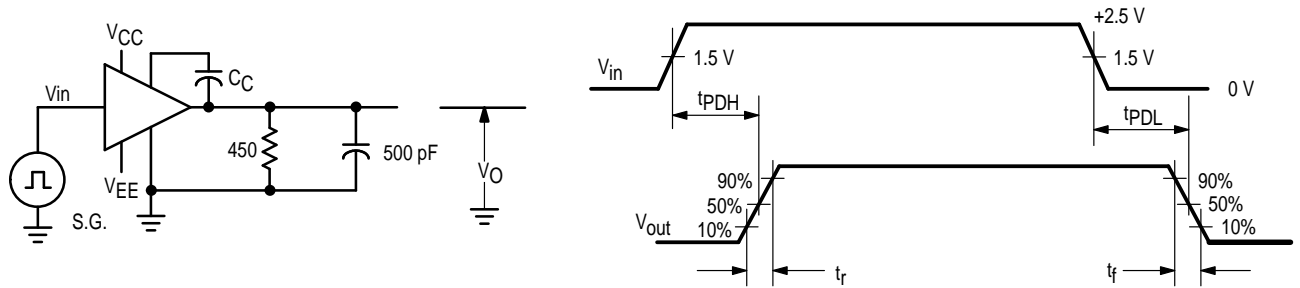 VCC
CC
Vin
450
500 pF
VEE
VO
S.G.
+2.5 V
1.5 V
1.5 V
Vin
0 V
tPDH
tPDL
90%
50%
10%
Vout
90%
50%
10%
tr
tf